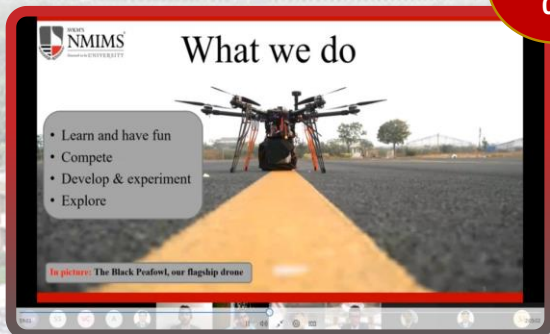 SVKM'S
NMIMS
What we do
• Learn and have fun
• Compete
• Develop & experiment
• Explore
In picture: The Black Peafowl, our flagship drone